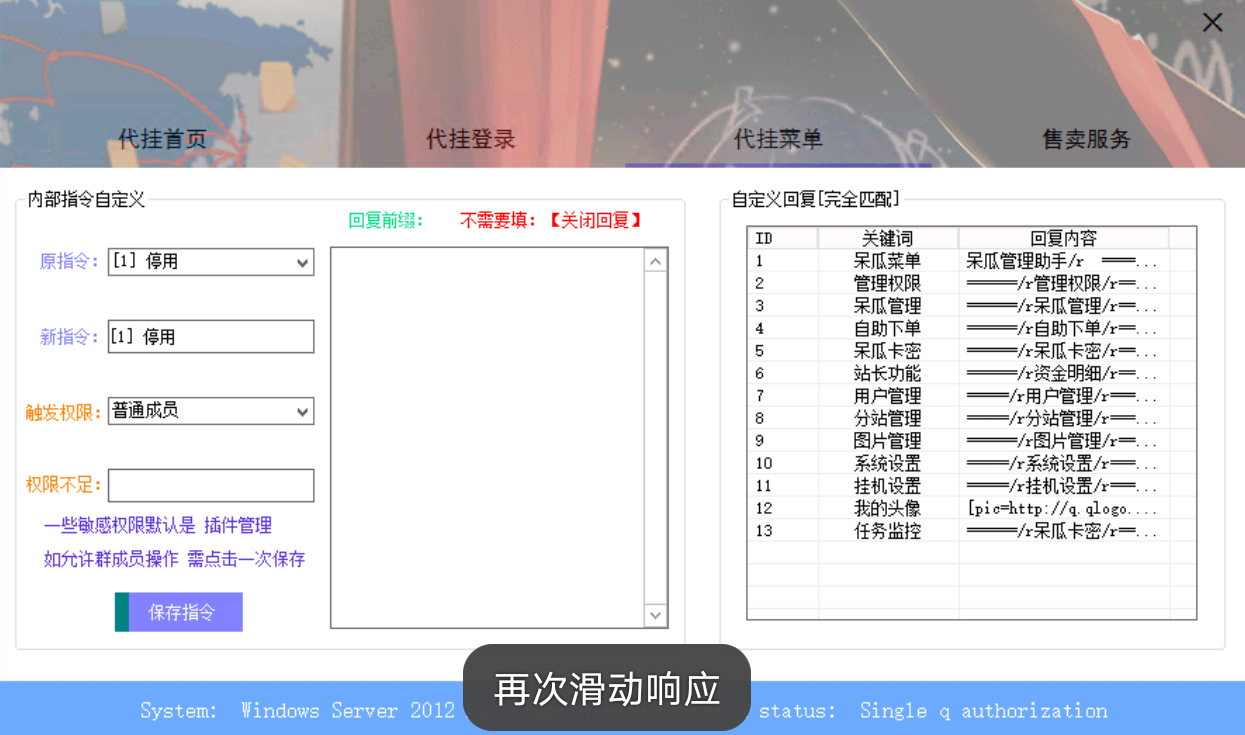 代挂首页 代挂登录 代挂菜单 售卖服务
内部指令自定义
回复前缀: 不需要填:【关闭回复】
原指令: [1] 停用
新指令: [1] 停用
触发权限: 普通成员
权限不足:
一些敏感权限默认是 插件管理
如允许群成员操作 需点击一次保存
保存指令
自定义回复[完全匹配]
ID 关键词 回复内容
1 呆瓜菜单 呆瓜管理助手/r ═══...
2 管理权限 ═════/r管理权限/r══...
3 呆瓜管理 ═════/r呆瓜管理/r══...
4 自助下单 ═════/r自助下单/r══...
5 呆瓜卡密 ═════/r呆瓜卡密/r══...
6 站长功能 ═════/r资金明细/r══...
7 用户管理 ════/r用户管理/r═══...
8 分站管理 ════/r分站管理/r═══...
9 图片管理 ═════/r图片管理/r══...
10 系统设置 ════/r系统设置/r═══...
11 挂机设置 ════/r挂机设置/r═══...
12 我的头像 [pic=http://q.qlogo....
13 任务监控 ═════/r呆瓜卡密/r══...
System: Windows Server 2012 status: Single q authorization
再次滑动响应